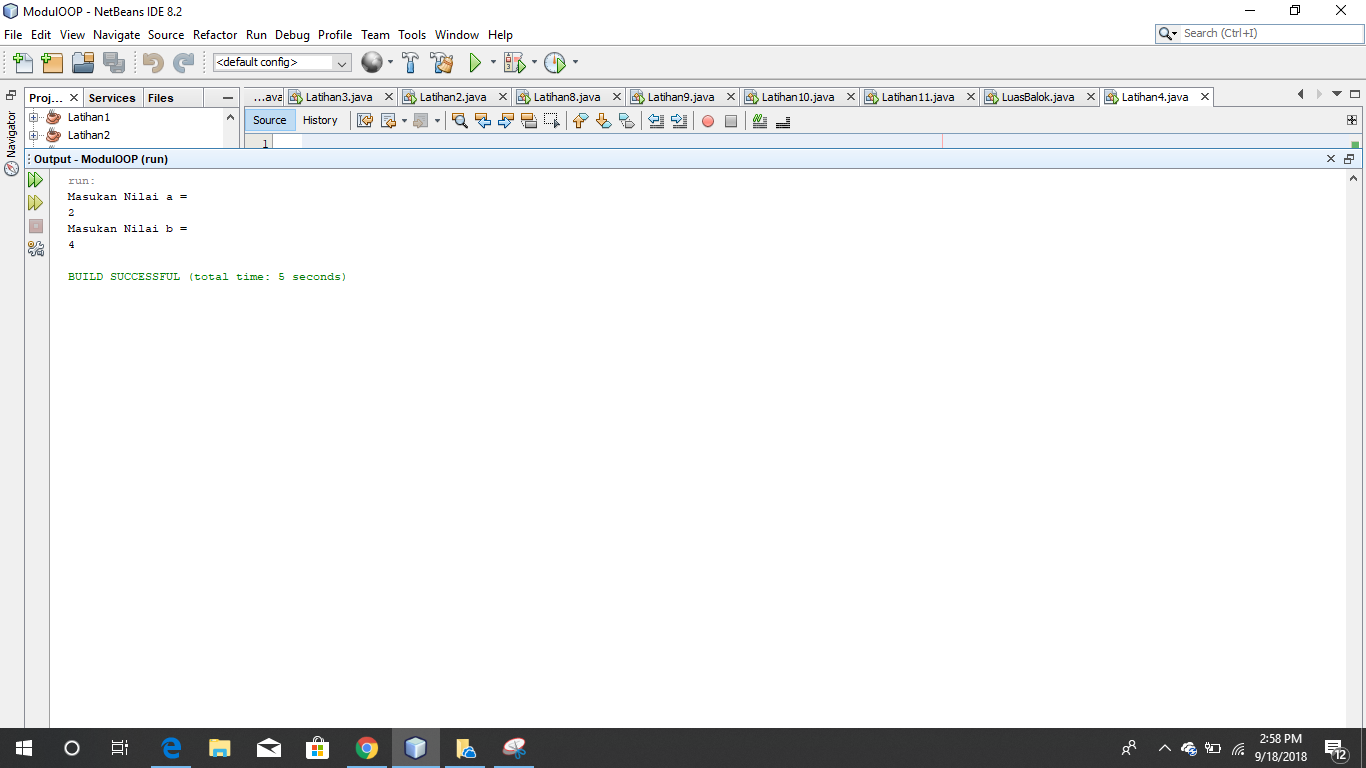 ModulOOP - NetBeans IDE 8.2
File Edit View Navigate Source Refactor Run Debug Profile Team Tools Window Help
Search (Ctrl+I)
<default config>
Proj... Services Files
...ava Latihan3.java Latihan2.java Latihan8.java Latihan9.java Latihan10.java Latihan11.java LuasBalok.java Latihan4.java
Navigator
Latihan1
Latihan2
Source History
1
Output - ModulOOP (run)
run:
Masukan Nilai a =
2
Masukan Nilai b =
4
BUILD SUCCESSFUL (total time: 5 seconds)
2:58 PM
9/18/2018
12